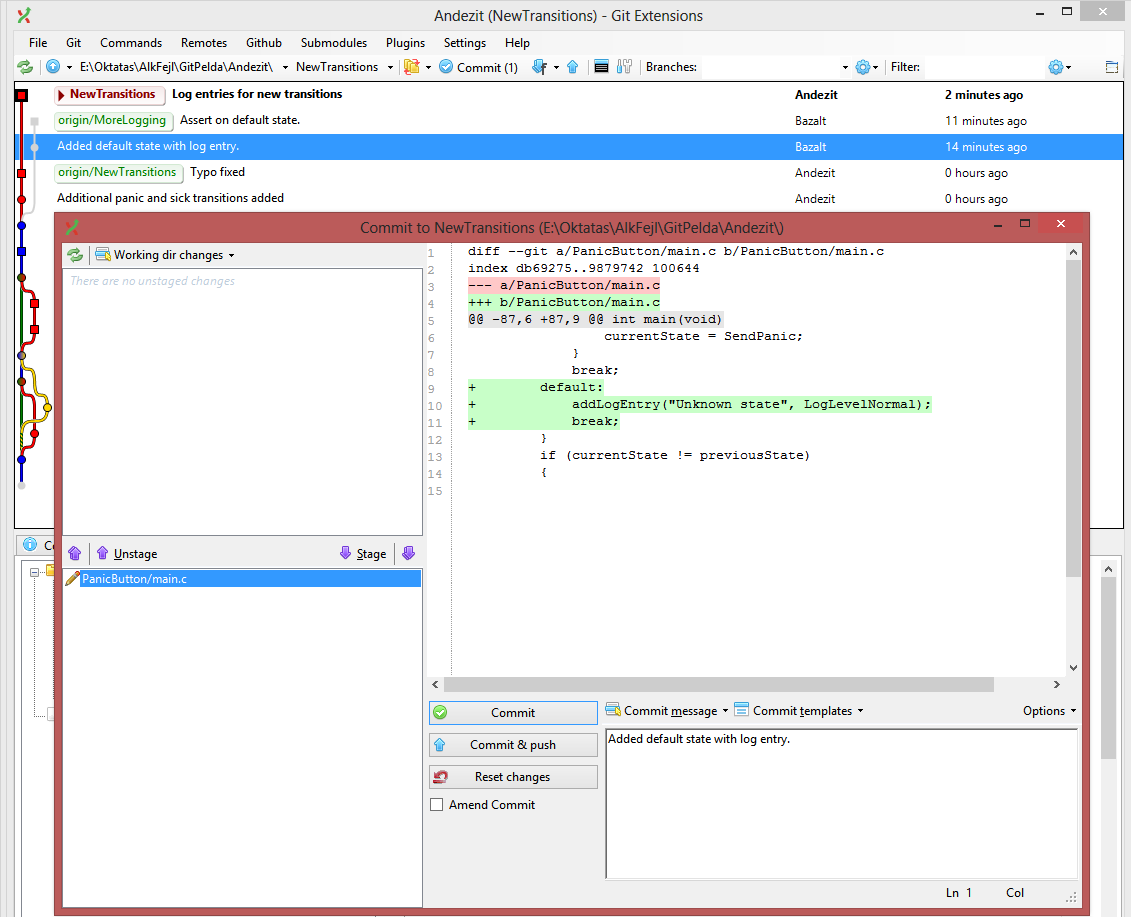 Andezit (NewTransitions) - Git Extensions
File Git Commands Remotes Github Submodules Plugins Settings Help
E:\Oktatas\AlkFejl\GitPelda\Andezit\ NewTransitions Commit (1) Branches: Filter:
NewTransitions Log entries for new transitions Andezit 2 minutes ago
origin/MoreLogging Assert on default state. Bazalt 11 minutes ago
Added default state with log entry. Bazalt 14 minutes ago
origin/NewTransitions Typo fixed Andezit 0 hours ago
Additional panic and sick transitions added Andezit 0 hours ago
Commit to NewTransitions (E:\Oktatas\AlkFejl\GitPelda\Andezit\)
Working dir changes
There are no unstaged changes
Unstage Stage
PanicButton/main.c
1 diff --git a/PanicButton/main.c b/PanicButton/main.c
2 index db69275..9879742 100644
3 --- a/PanicButton/main.c
4 +++ b/PanicButton/main.c
5 @@ -87,6 +87,9 @@ int main(void)
6 currentState = SendPanic;
7 }
8 break;
9 + default:
10 + addLogEntry("Unknown state", LogLevelNormal);
11 + break;
12 }
13 if (currentState != previousState)
14 {
15
Commit
Commit & push
Reset changes
Amend Commit
Commit message Commit templates Options
Added default state with log entry.
Ln 1 Col